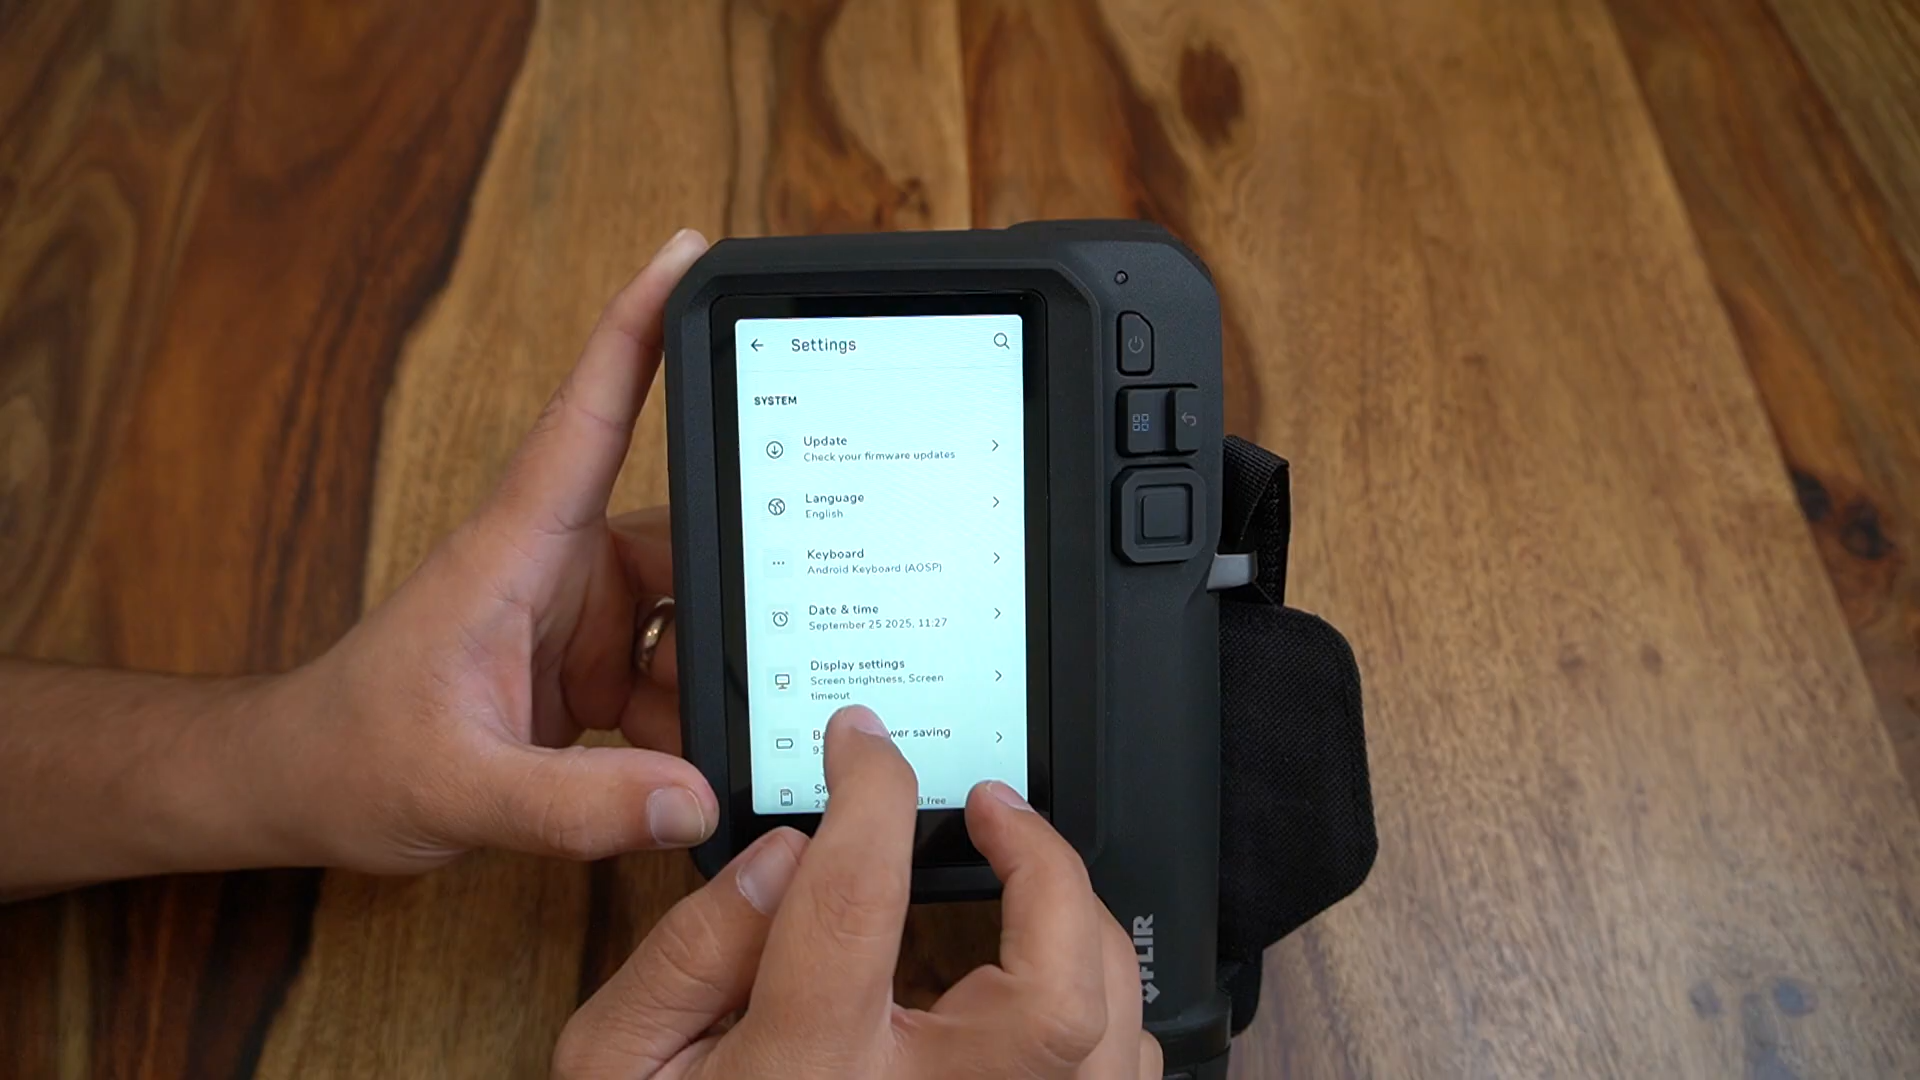 Settings
SYSTEM
Update
Check your firmware updates
Language
English
Keyboard
Android Keyboard (AOSP)
Date & time
September 25 2025, 11:27
Display settings
Screen brightness, Screen
timeout
saving
free
FLIR